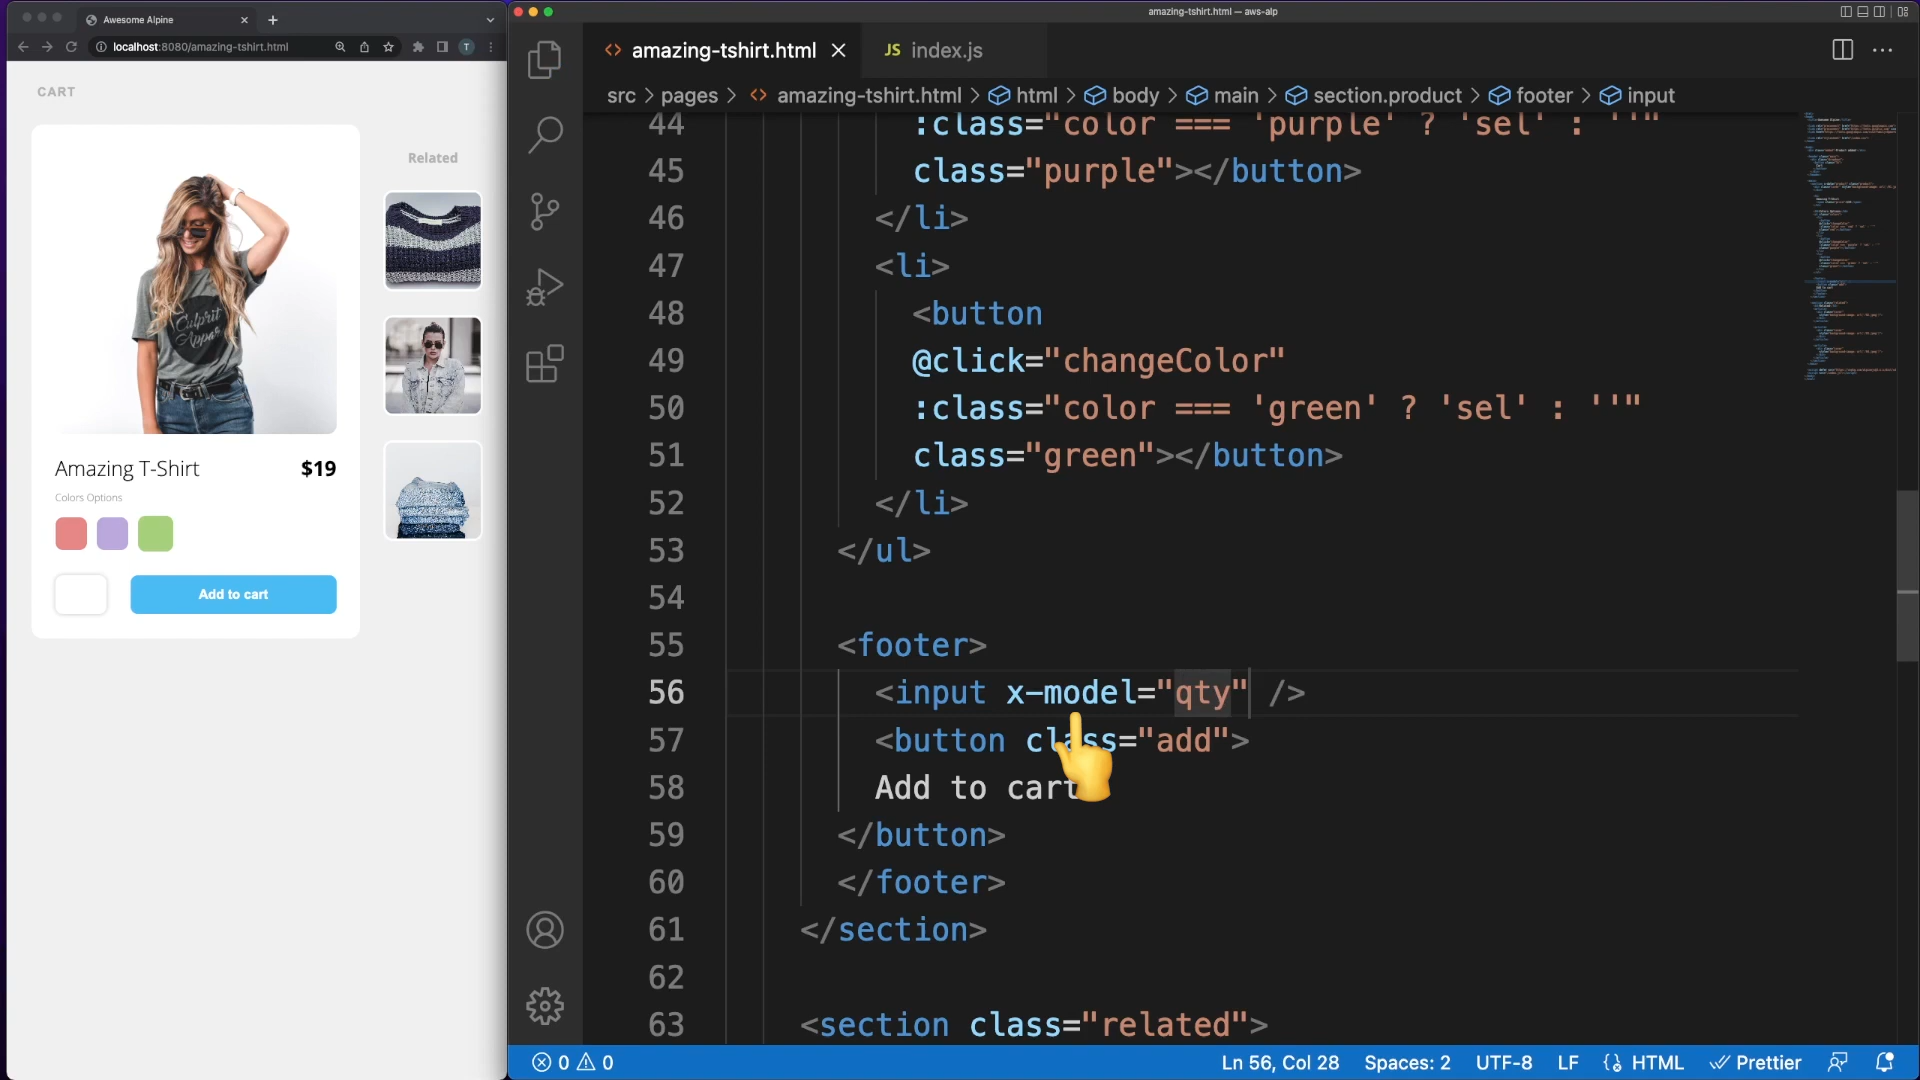 Awesome Alpine
localhost:8080/amazing-tshirt.html
T
CART
Related
Culprit
Amazing T-Shirt
$19
Colors Options
Add to cart
amazing-tshirt.html — aws-alp
amazing-tshirt.html
JS index.js
src > pages > <> amazing-tshirt.html > html > body > main > section.product > footer > input
44 :class="color === 'purple' ? 'sel' : ''"
45 class="purple"></button>
46 </li>
47 <li>
48 <button
49 @click="changeColor"
50 :class="color === 'green' ? 'sel' : ''"
51 class="green"></button>
52 </li>
53 </ul>
54
55 <footer>
56 <input x-model="qty" />
57 <button class="add">
58 Add to cart
59 </button>
60 </footer>
61 </section>
62
63 <section class="related">
0 0
Ln 56, Col 28 Spaces: 2 UTF-8 LF HTML Prettier